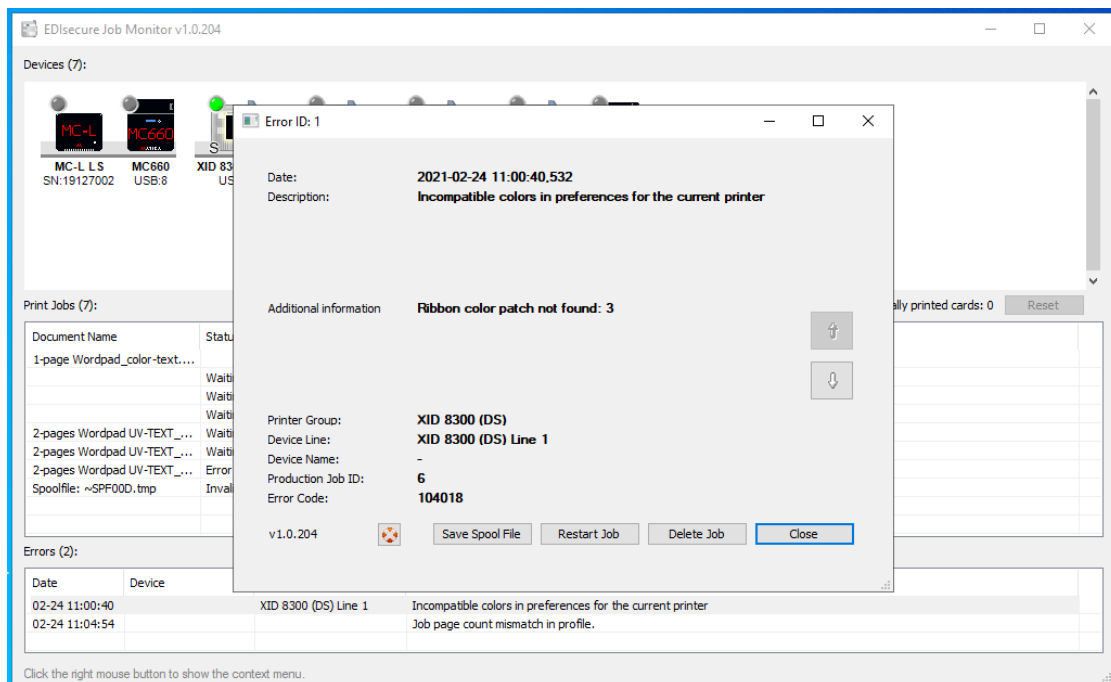 EDIsecure Job Monitor v1.0.204
Devices (7):
MC-L
MC660
MATICA
S
MC-L LS MC660 XID 83
SN:19127002 USB:8 US
Error ID: 1
Date: 2021-02-24 11:00:40,532
Description: Incompatible colors in preferences for the current printer
Additional information Ribbon color patch not found: 3
Printer Group: XID 8300 (DS)
Device Line: XID 8300 (DS) Line 1
Device Name: -
Production Job ID: 6
Error Code: 104018
v1.0.204 Save Spool File Restart Job Delete Job Close
Print Jobs (7): ally printed cards: 0 Reset
Document Name Statu
1-page Wordpad_color-text....
Waiti
Waiti
Waiti
2-pages Wordpad UV-TEXT_... Waiti
2-pages Wordpad UV-TEXT_... Waiti
2-pages Wordpad UV-TEXT_... Error
Spoolfile: ~SPF00D.tmp Invali
Errors (2):
Date Device
02-24 11:00:40 XID 8300 (DS) Line 1 Incompatible colors in preferences for the current printer
02-24 11:04:54 Job page count mismatch in profile.
Click the right mouse button to show the context menu.